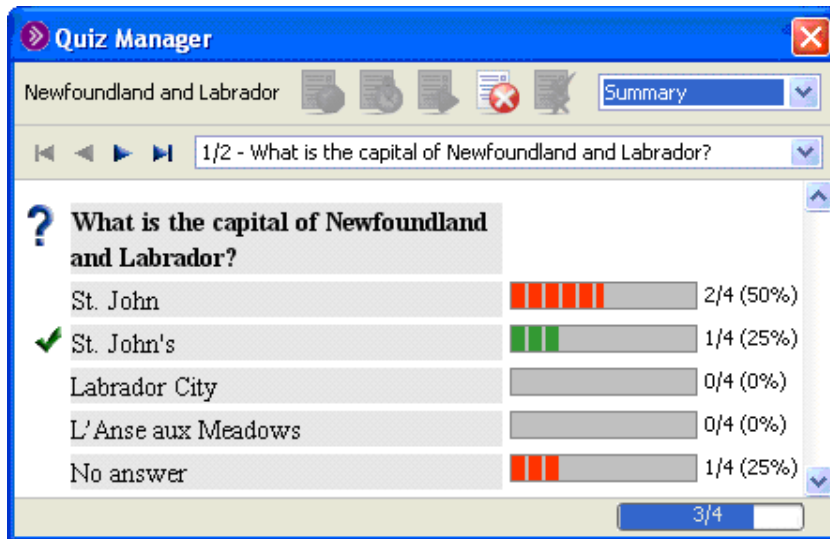 Quiz Manager
Newfoundland and Labrador Summary
1/2 - What is the capital of Newfoundland and Labrador?
? What is the capital of Newfoundland
and Labrador?
St. John 2/4 (50%)
St. John's 1/4 (25%)
Labrador City 0/4 (0%)
L'Anse aux Meadows 0/4 (0%)
No answer 1/4 (25%)
3/4